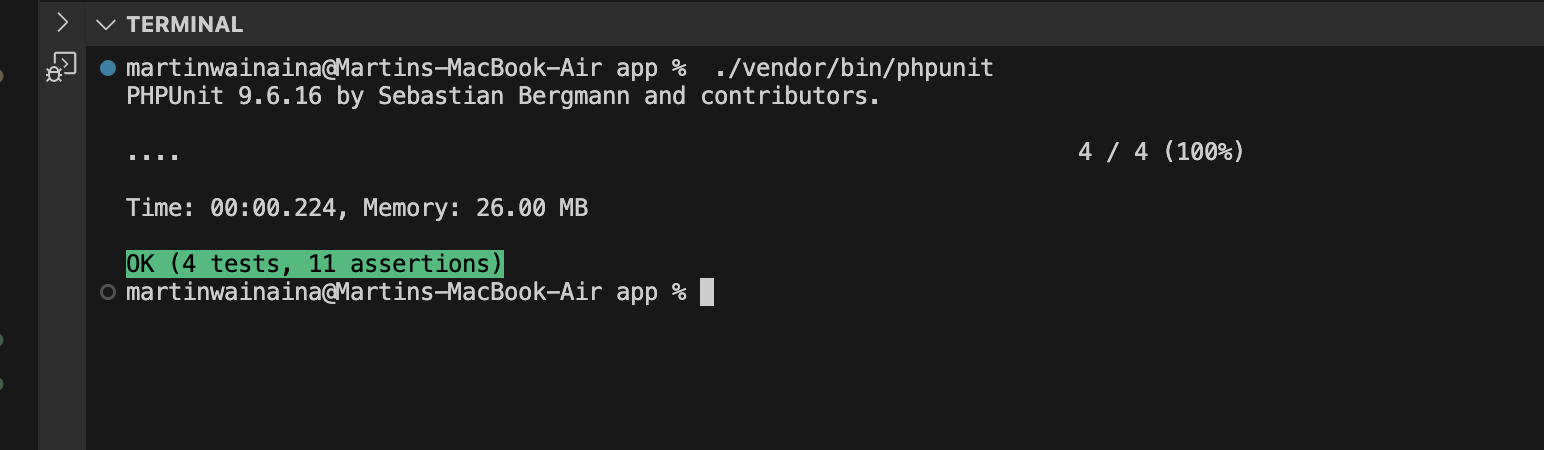 TERMINAL
martinwainaina@Martins-MacBook-Air app % ./vendor/bin/phpunit
PHPUnit 9.6.16 by Sebastian Bergmann and contributors.
.... 4 / 4 (100%)
Time: 00:00.224, Memory: 26.00 MB
OK (4 tests, 11 assertions)
martinwainaina@Martins-MacBook-Air app %